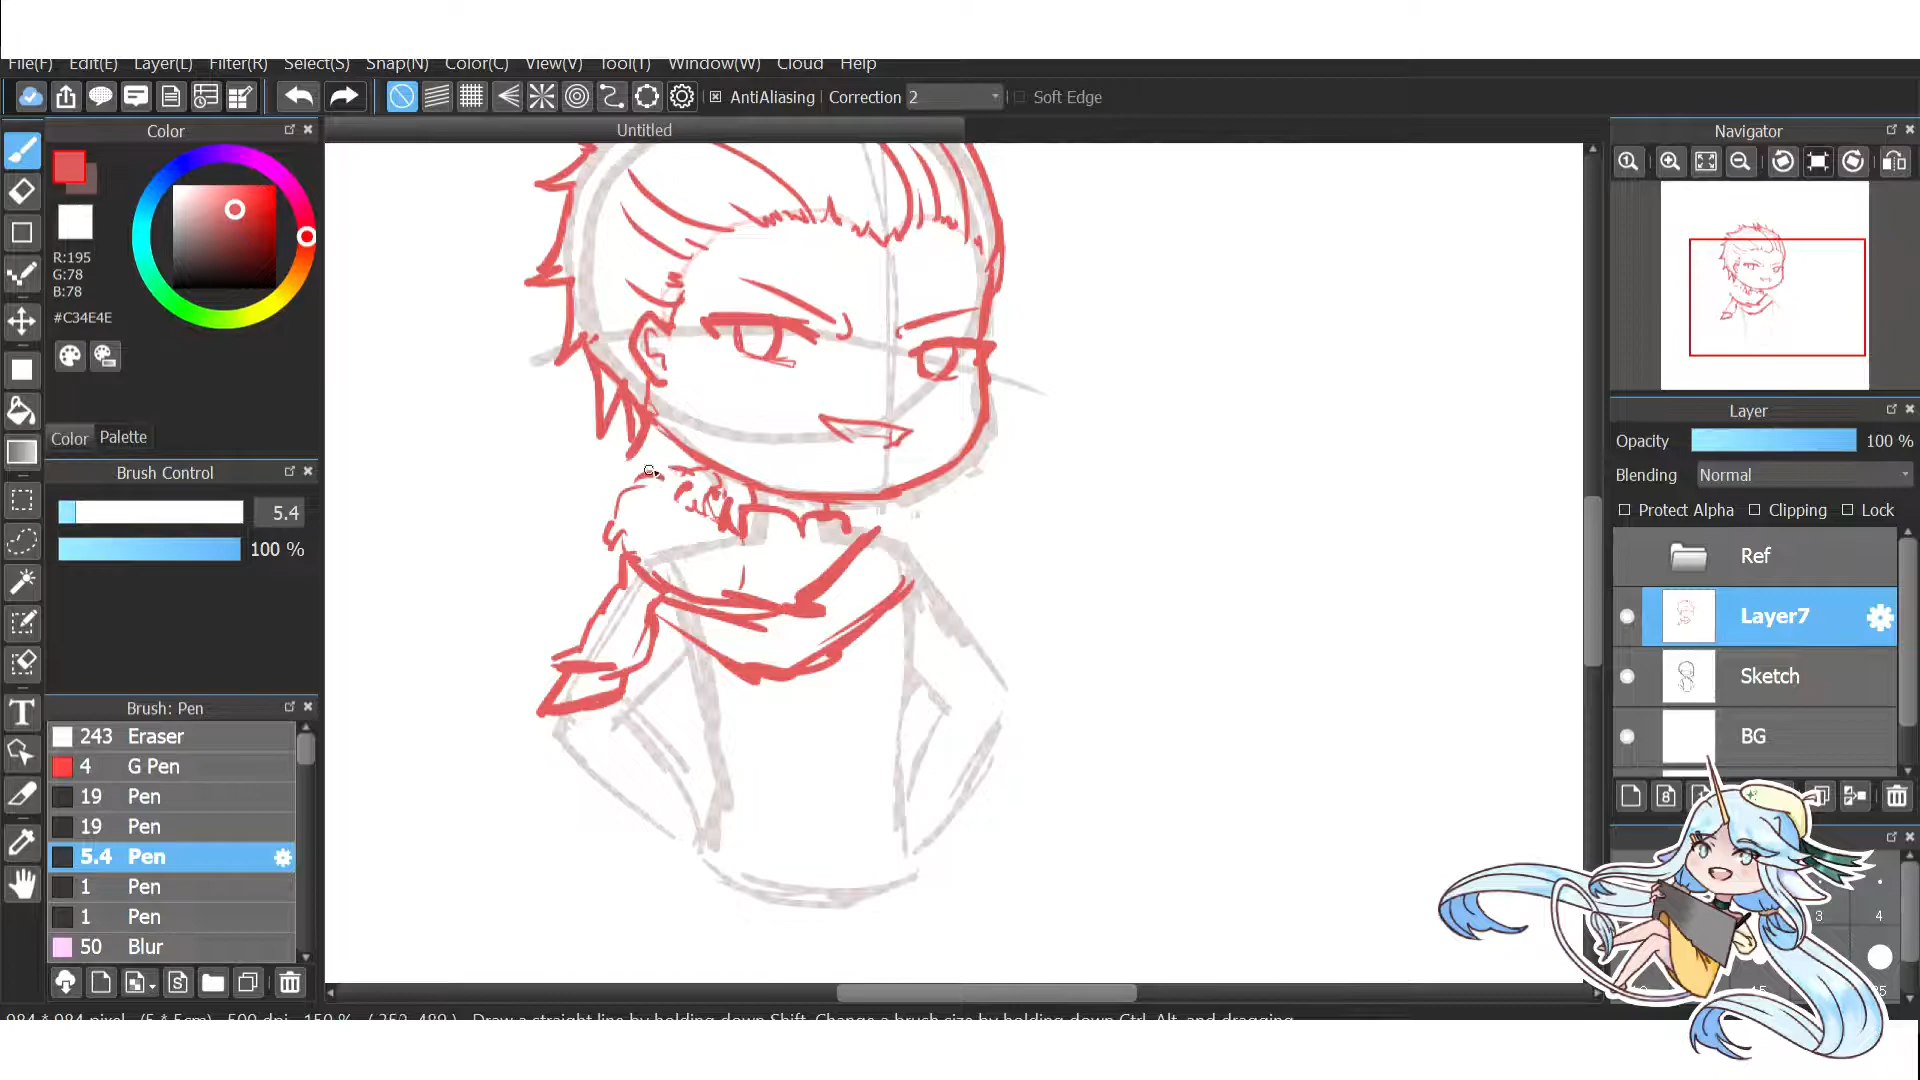 File(F) Edit(E) Layer(L) Filter(R) Select(S) Snap(N) Color(C) View(V) Tool(T) Window(W) Cloud Help
AntiAliasing Correction 2 Soft Edge
Color
Untitled
Navigator
R:195
G:78
B:78
#C34E4E
Color Palette
Brush Control
5.4
100 %
Brush: Pen
243 Eraser
4 G Pen
19 Pen
19 Pen
5.4 Pen
1 Pen
1 Pen
50 Blur
T
Layer
Opacity 100 %
Blending Normal
Protect Alpha Clipping Lock
Ref
Layer7
Sketch
BG
8
3 4
984 * 984 pixel (5 * 5cm) 500 dpi 150 % ( 352, 489 ) Draw a straight line by holding down Shift, Change a brush size by holding down Ctrl, Alt, and dragging